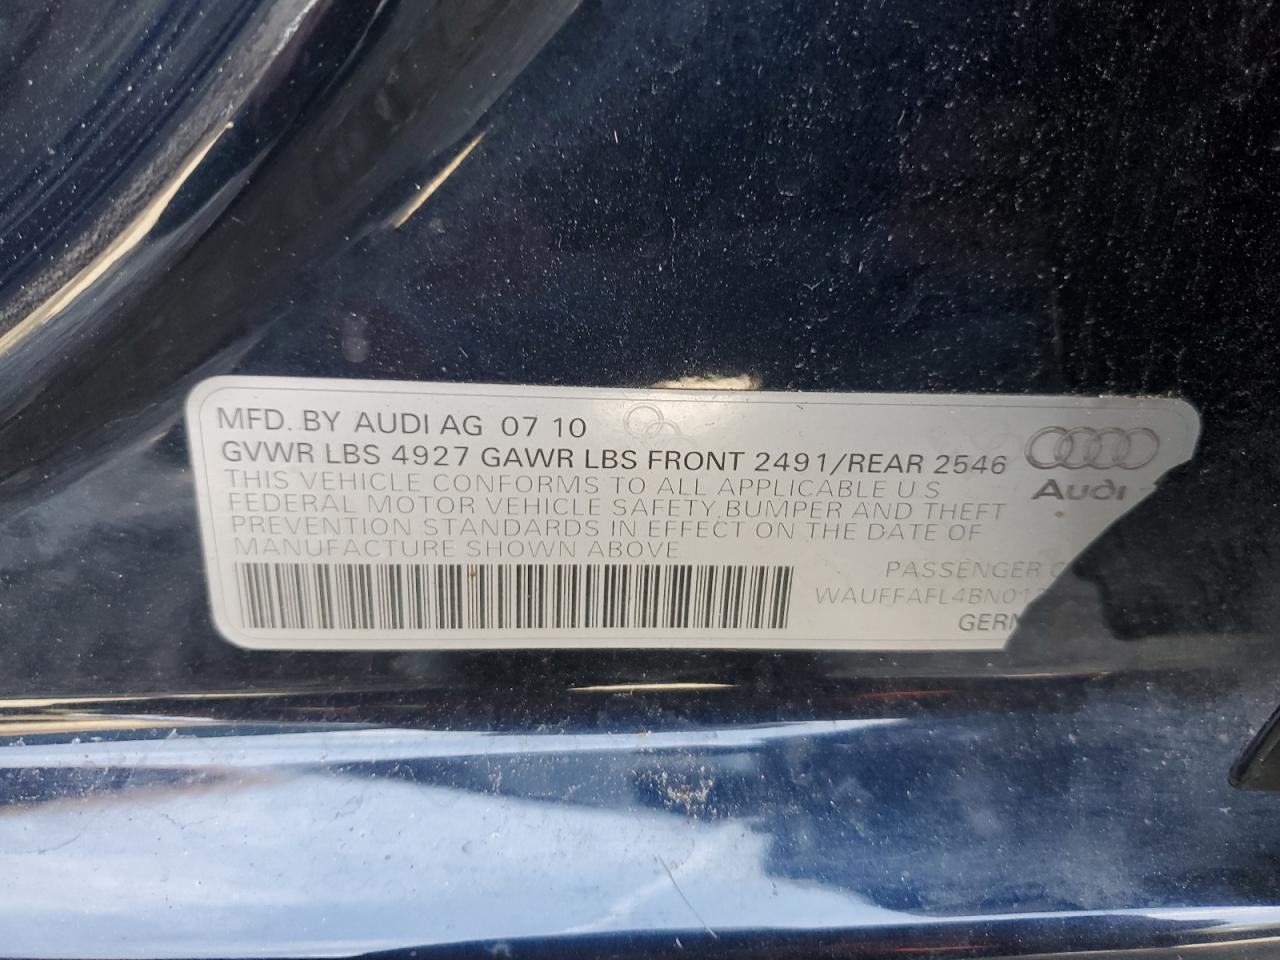 MFD. BY AUDI AG 07 10
GVWR LBS 4927 GAWR LBS FRONT 2491/REAR 2546
THIS VEHICLE CONFORMS TO ALL APPLICABLE U S
FEDERAL MOTOR VEHICLE SAFETY, BUMPER AND THEFT
PREVENTION STANDARDS IN EFFECT ON THE DATE OF
MANUFACTURE SHOWN ABOVE
Audi
PASSENGER